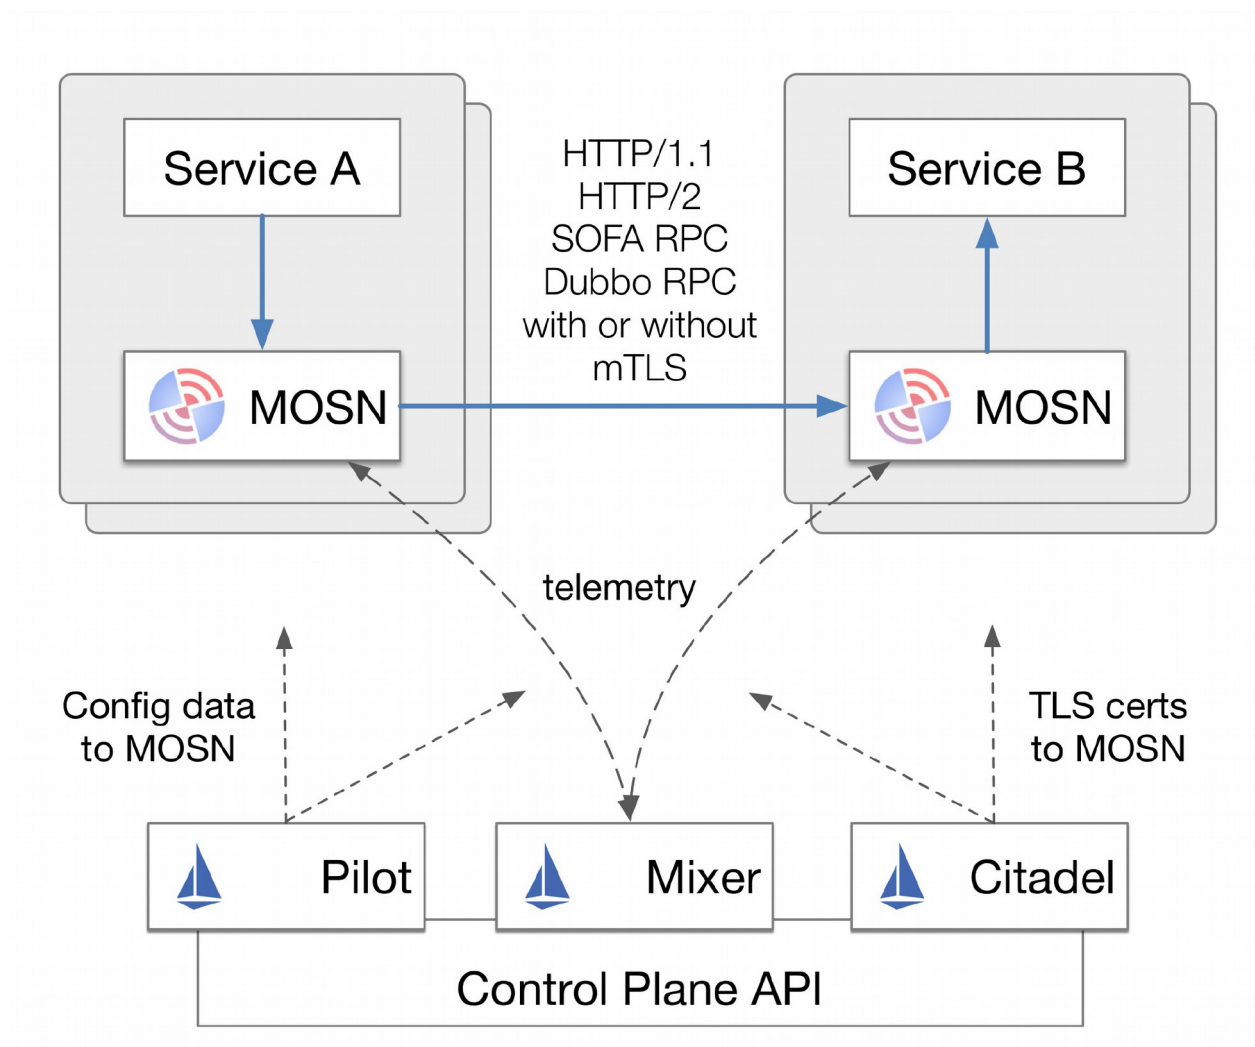 Service A
MOSN
HTTP/1.1
HTTP/2
SOFA RPC
Dubbo RPC
with or without
mTLS
Service B
MOSN
telemetry
Config data
to MOSN
TLS certs
to MOSN
Pilot
Mixer
Citadel
Control Plane API